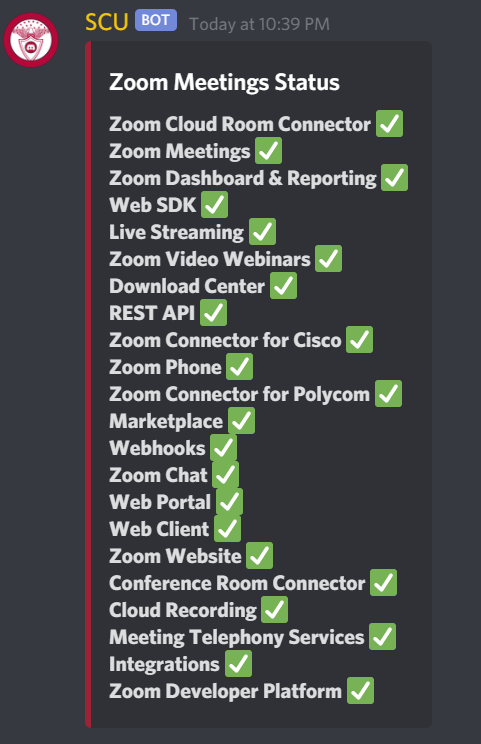 SCU BOT Today at 10:39 PM
Zoom Meetings Status
Zoom Cloud Room Connector ✅
Zoom Meetings ✅
Zoom Dashboard & Reporting ✅
Web SDK ✅
Live Streaming ✅
Zoom Video Webinars ✅
Download Center ✅
REST API ✅
Zoom Connector for Cisco ✅
Zoom Phone ✅
Zoom Connector for Polycom ✅
Marketplace ✅
Webhooks ✅
Zoom Chat ✅
Web Portal ✅
Web Client ✅
Zoom Website ✅
Conference Room Connector ✅
Cloud Recording ✅
Meeting Telephony Services ✅
Integrations ✅
Zoom Developer Platform ✅